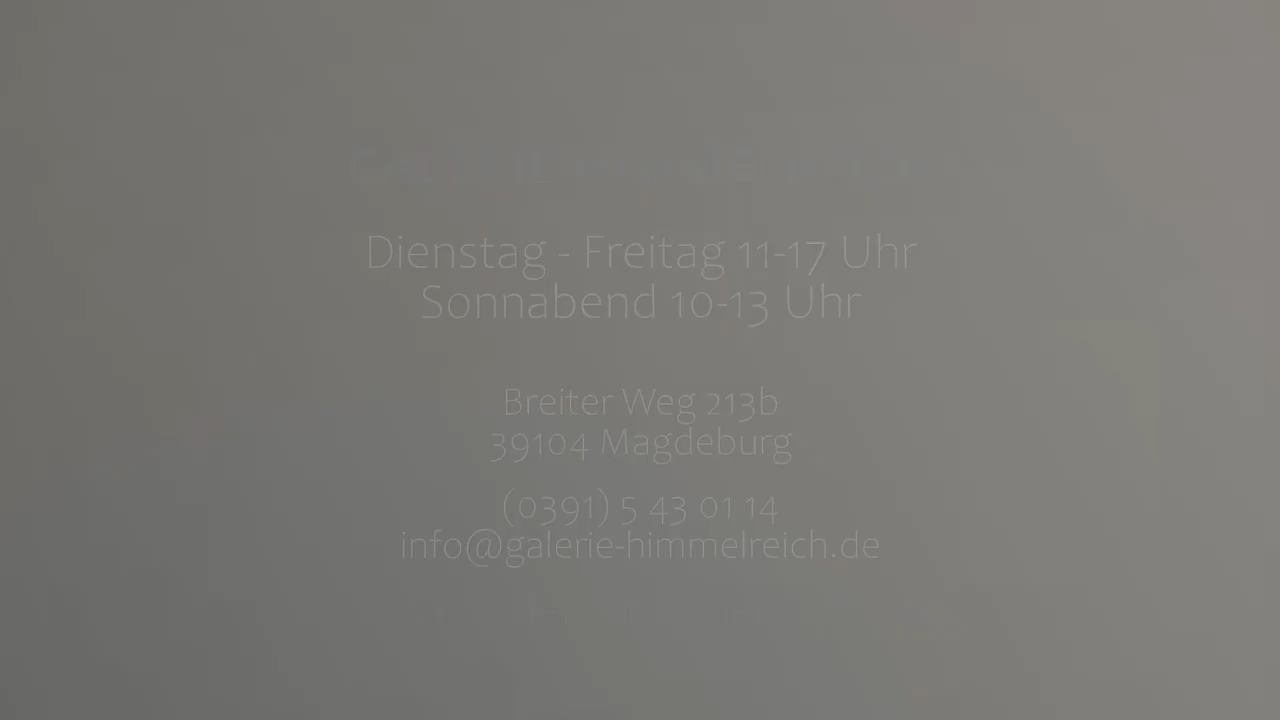 Dienstag - Freitag 11-17 Uhr
Sonnabend 10-13 Uhr
Breiter Weg 213b
39104 Magdeburg
(0391) 5 43 01 14
info@galerie-himmelreich.de